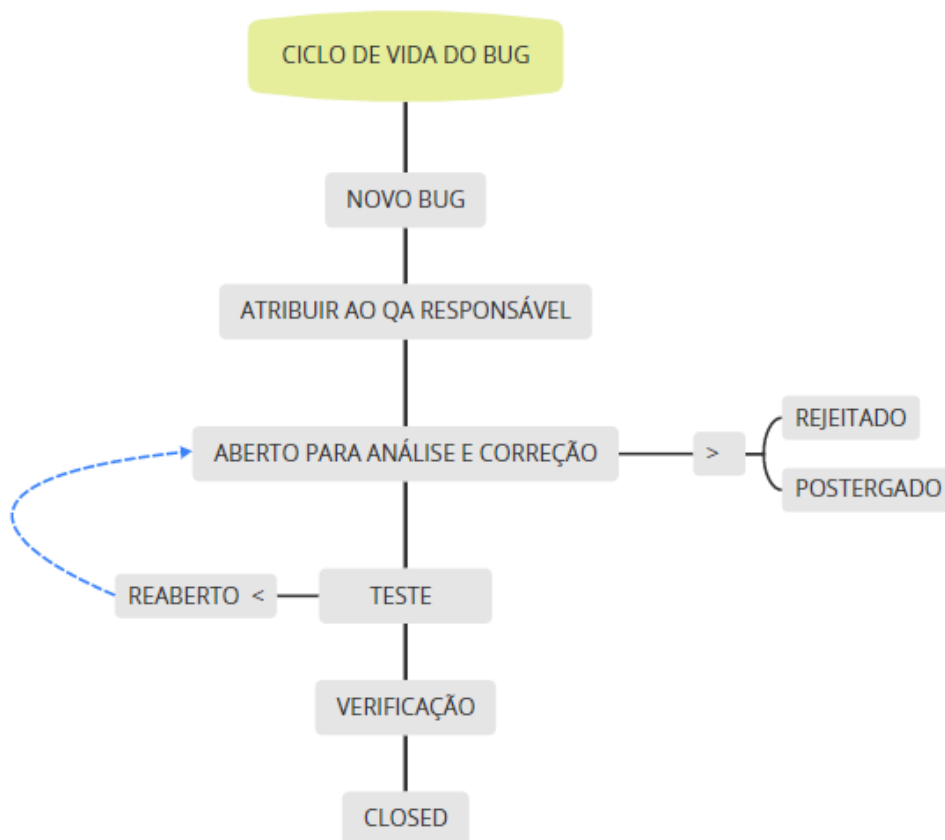 CICLO DE VIDA DO BUG
NOVO BUG
ATRIBUIR AO QA RESPONSÁVEL
ABERTO PARA ANÁLISE E CORREÇÃO
>
REJEITADO
POSTERGADO
REABERTO <
TESTE
VERIFICAÇÃO
CLOSED